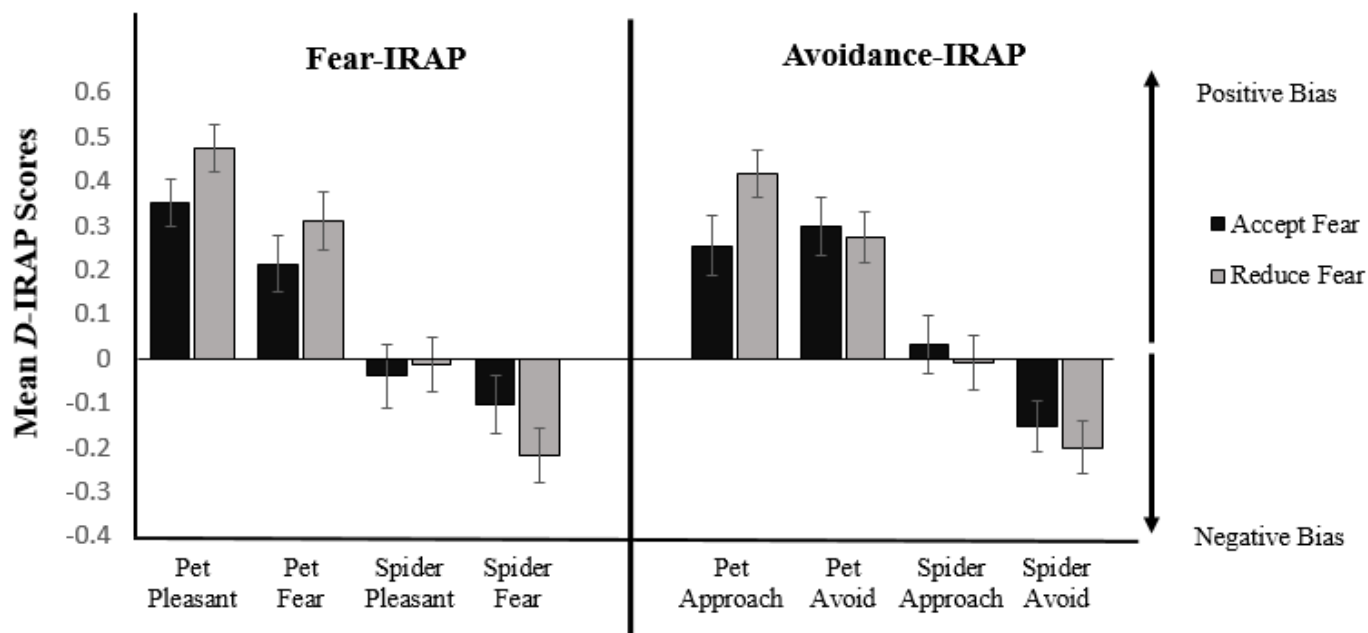 Fear-IRAP
Avoidance-IRAP
Mean D-IRAP Scores
0.6
0.5
0.4
0.3
0.2
0.1
0
-0.1
-0.2
-0.3
-0.4
Pet
Pleasant
Pet
Fear
Spider
Pleasant
Spider
Fear
Pet
Approach
Pet
Avoid
Spider
Approach
Spider
Avoid
Positive Bias
Accept Fear
Reduce Fear
Negative Bias